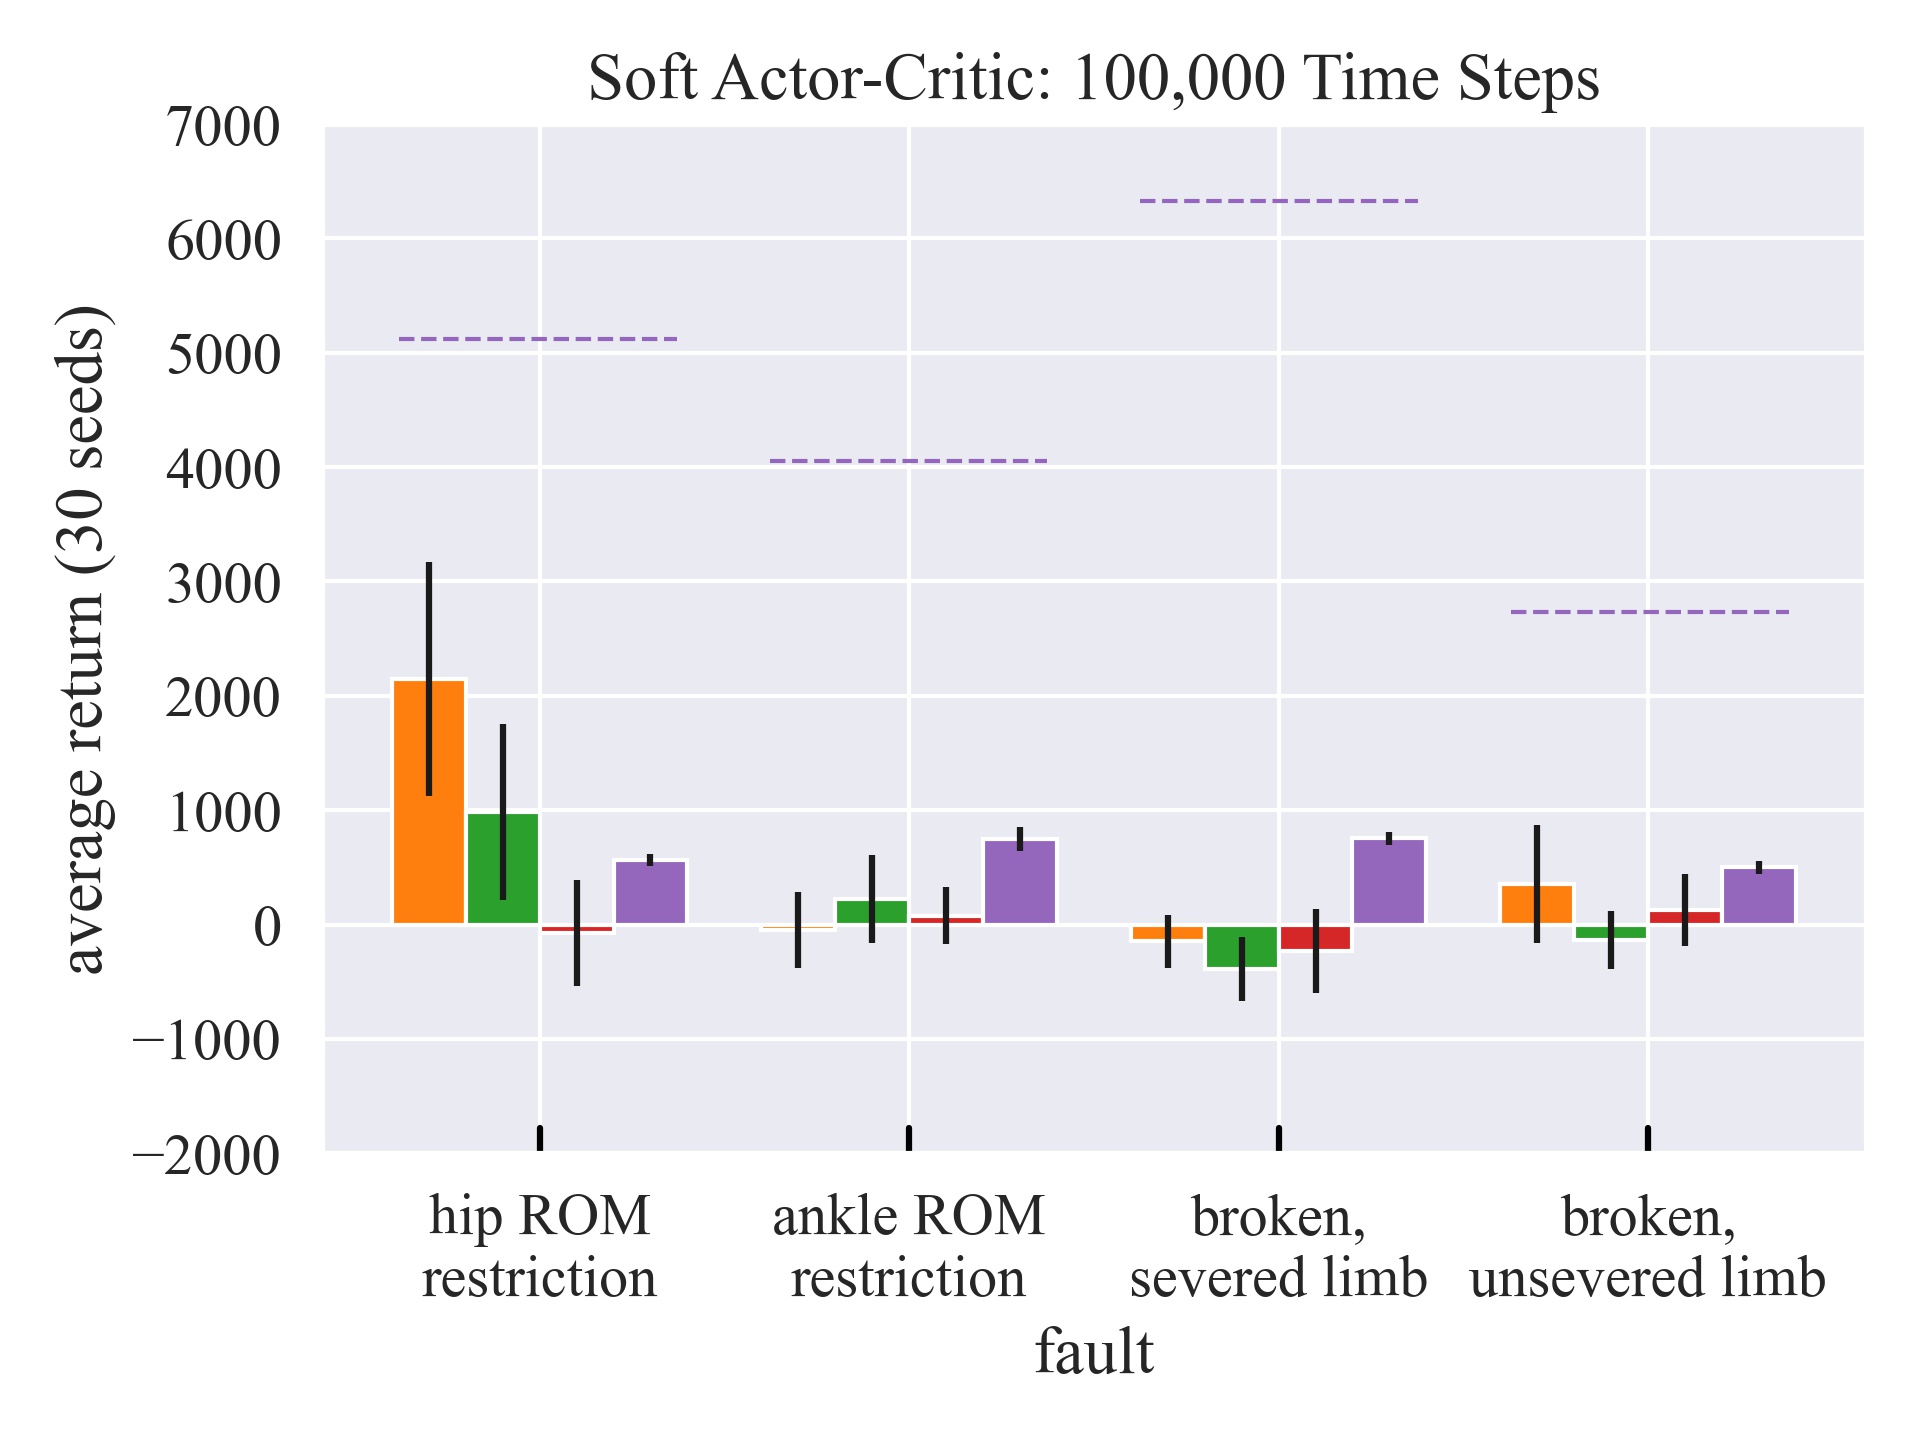 Soft Actor-Critic: 100,000 Time Steps
average return (30 seeds)
7000
6000
5000
4000
3000
2000
1000
0
−1000
−2000
hip ROM
restriction
ankle ROM
restriction
broken,
severed limb
broken,
unsevered limb
fault